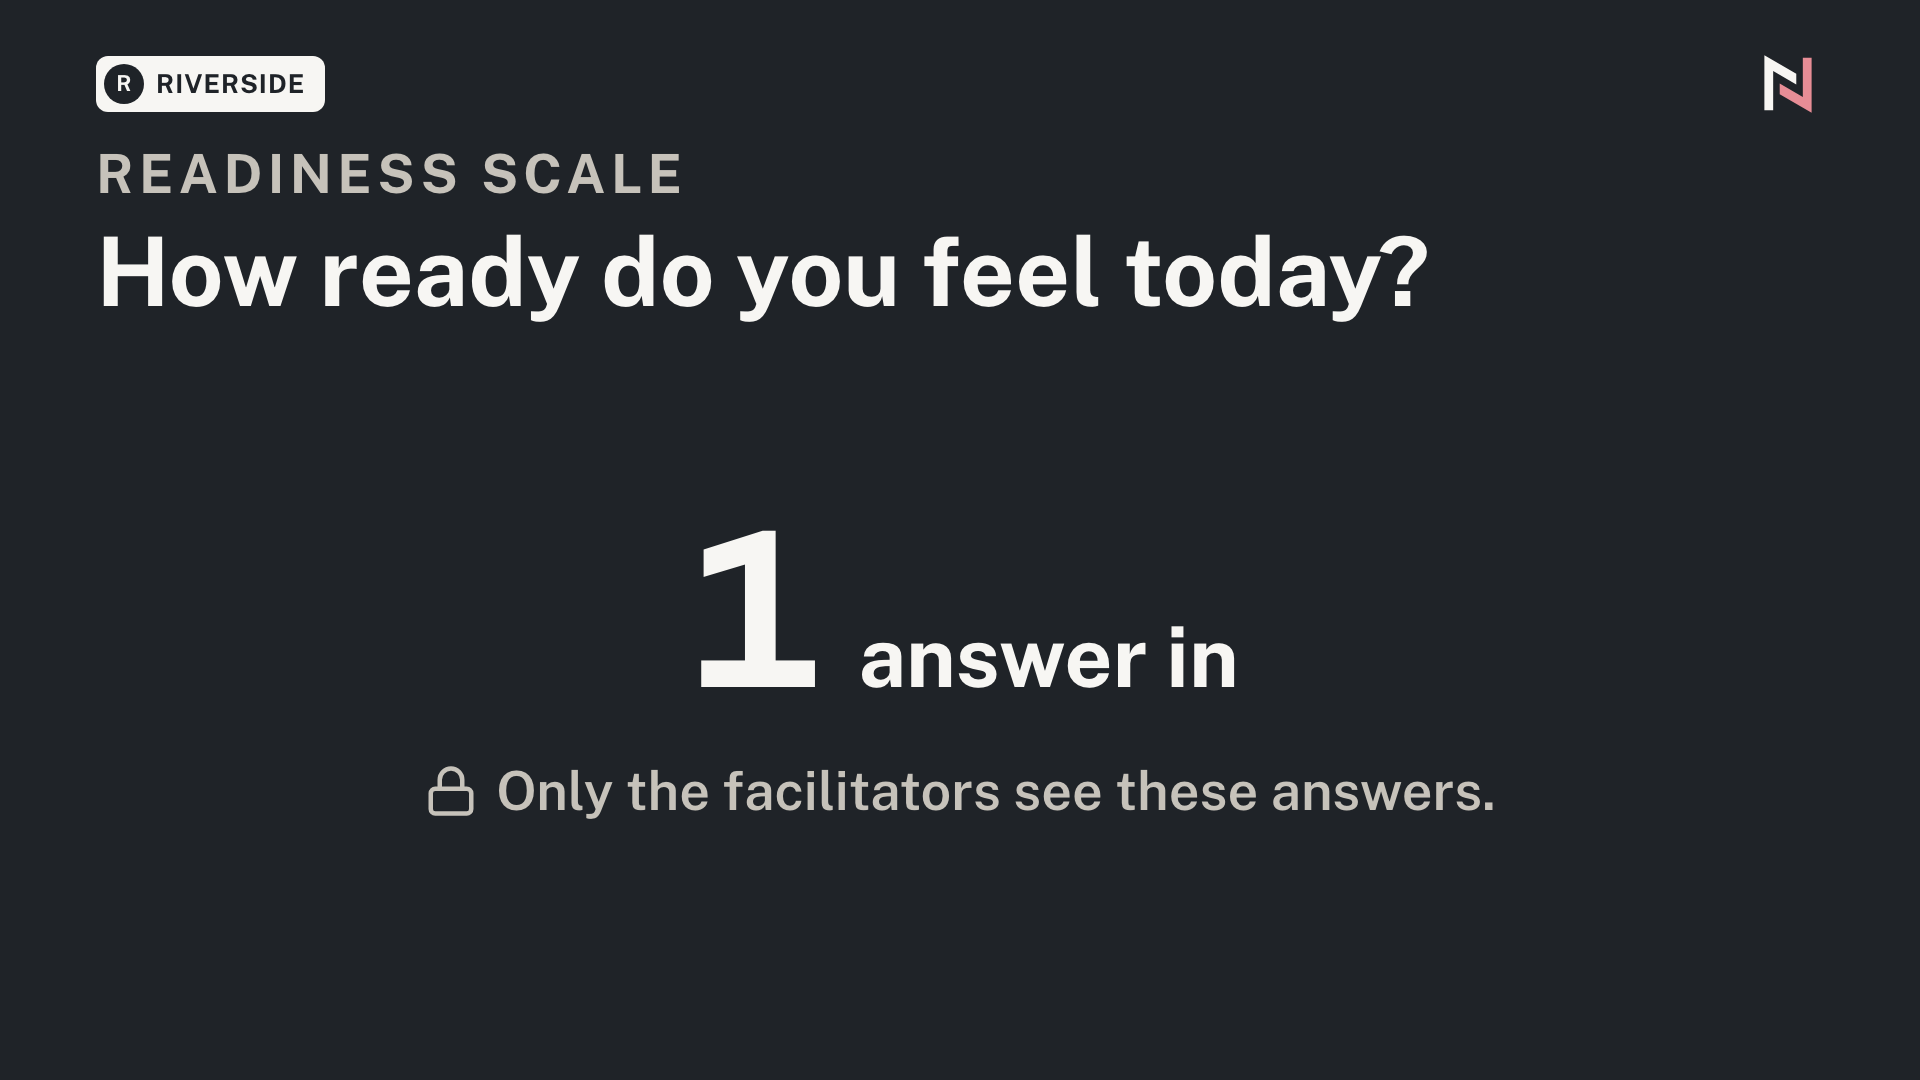 R RIVERSIDE
READINESS SCALE
How ready do you feel today?
1 answer in
Only the facilitators see these answers.